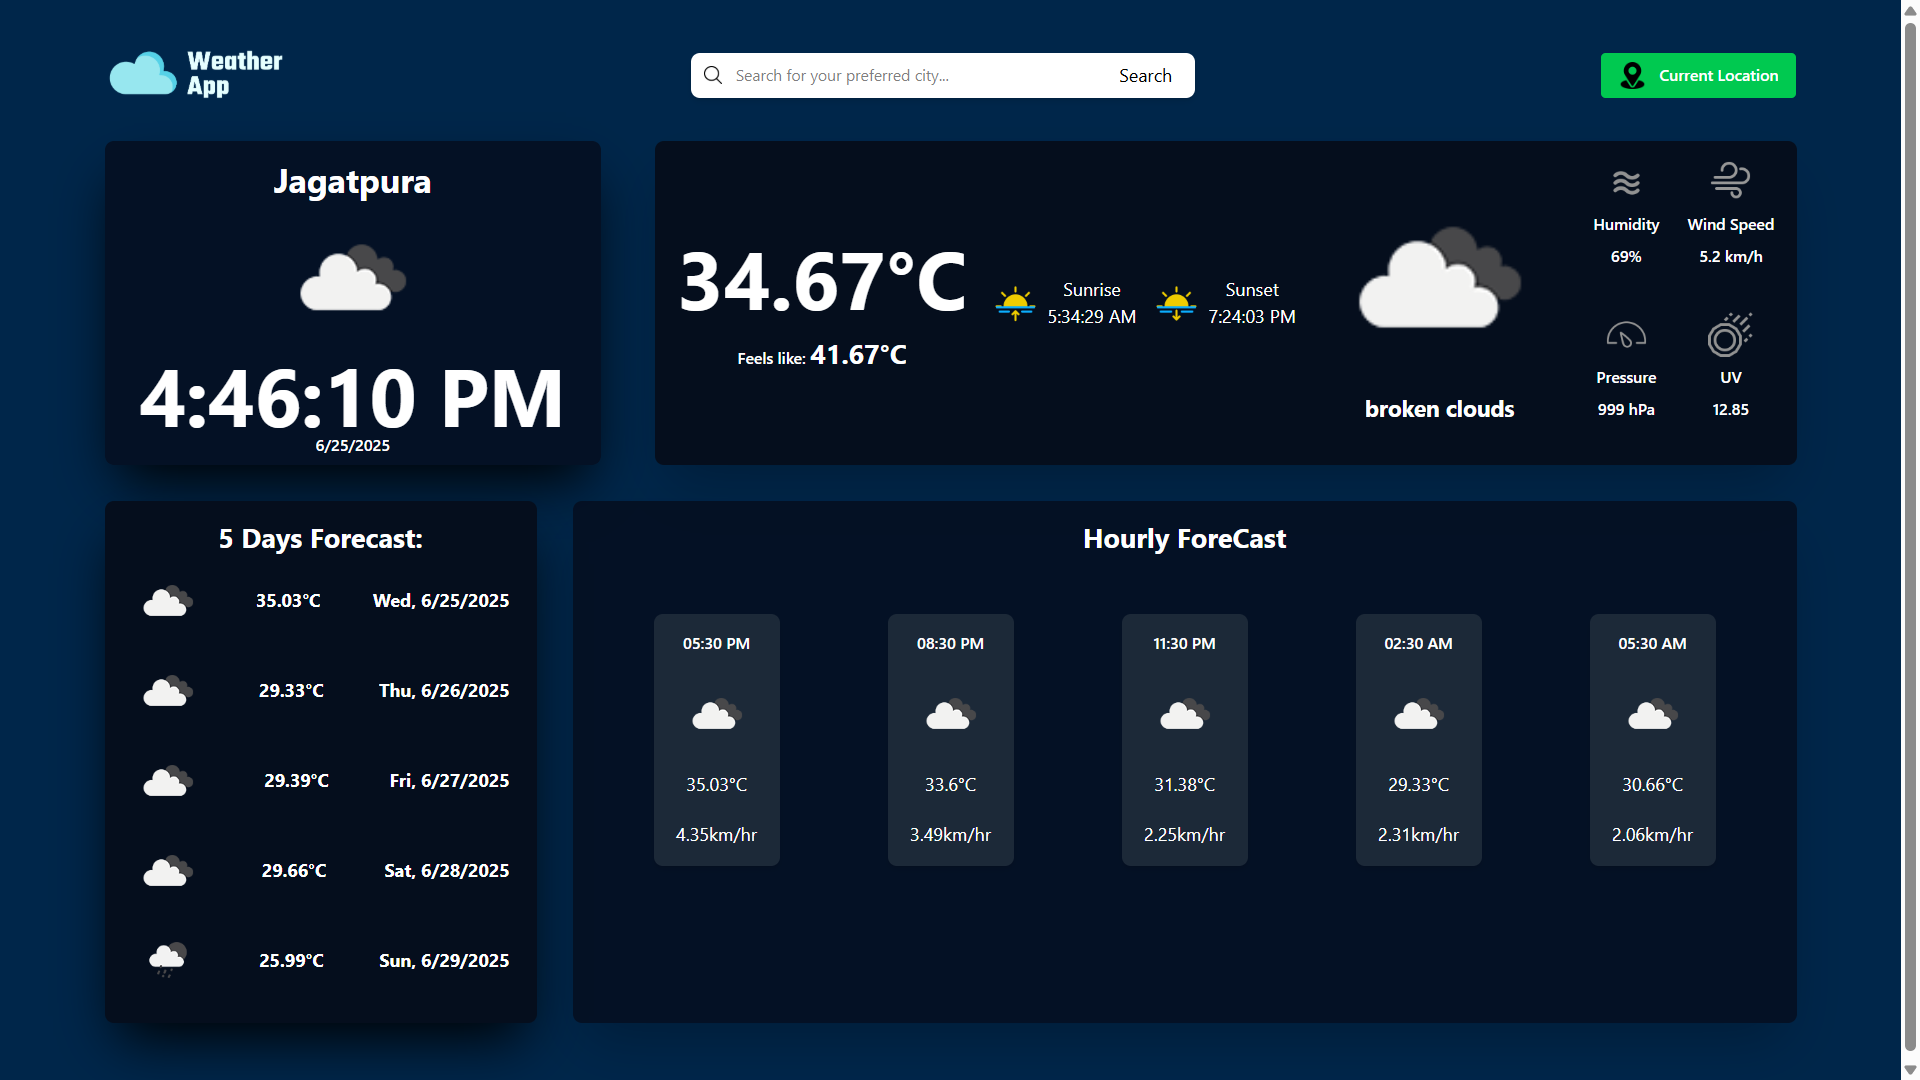 Weather
App
Search for your preferred city...
Search
Current Location
Jagatpura
4:46:10 PM
6/25/2025
34.67°C
Feels like: 41.67°C
Sunrise
5:34:29 AM
Sunset
7:24:03 PM
broken clouds
Humidity
69%
Wind Speed
5.2 km/h
Pressure
999 hPa
UV
12.85
5 Days Forecast:
35.03°C Wed, 6/25/2025
29.33°C Thu, 6/26/2025
29.39°C Fri, 6/27/2025
29.66°C Sat, 6/28/2025
25.99°C Sun, 6/29/2025
Hourly ForeCast
05:30 PM
35.03°C
4.35km/hr
08:30 PM
33.6°C
3.49km/hr
11:30 PM
31.38°C
2.25km/hr
02:30 AM
29.33°C
2.31km/hr
05:30 AM
30.66°C
2.06km/hr